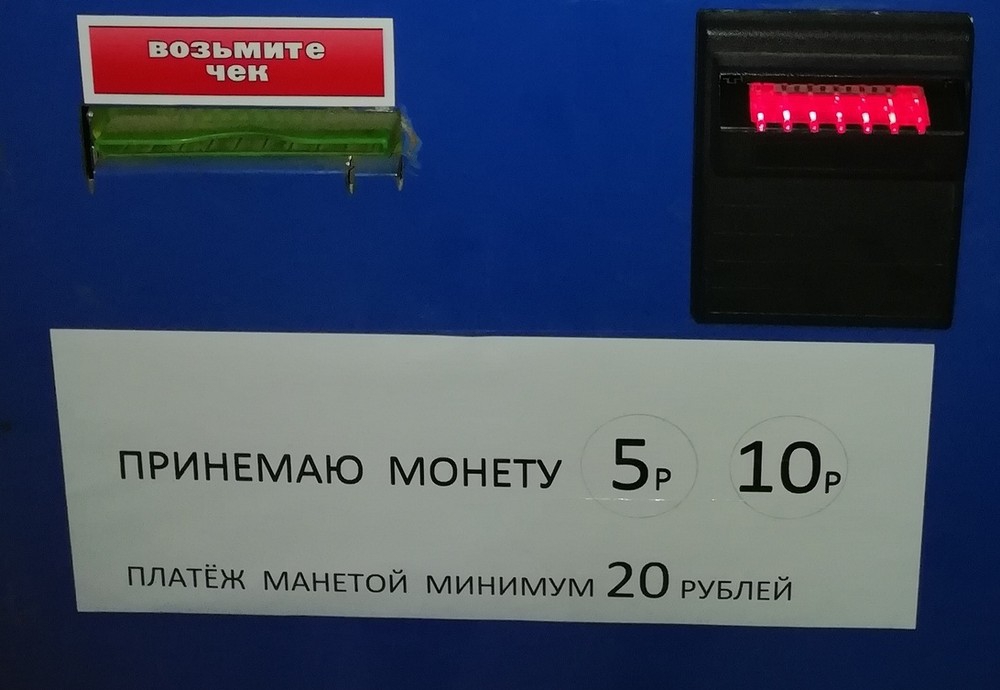 возьмите
чек
ПРИНЕМАЮ МОНЕТУ 5Р 10Р
ПЛАТЁЖ МАНЕТОЙ МИНИМУМ 20 РУБЛЕЙ